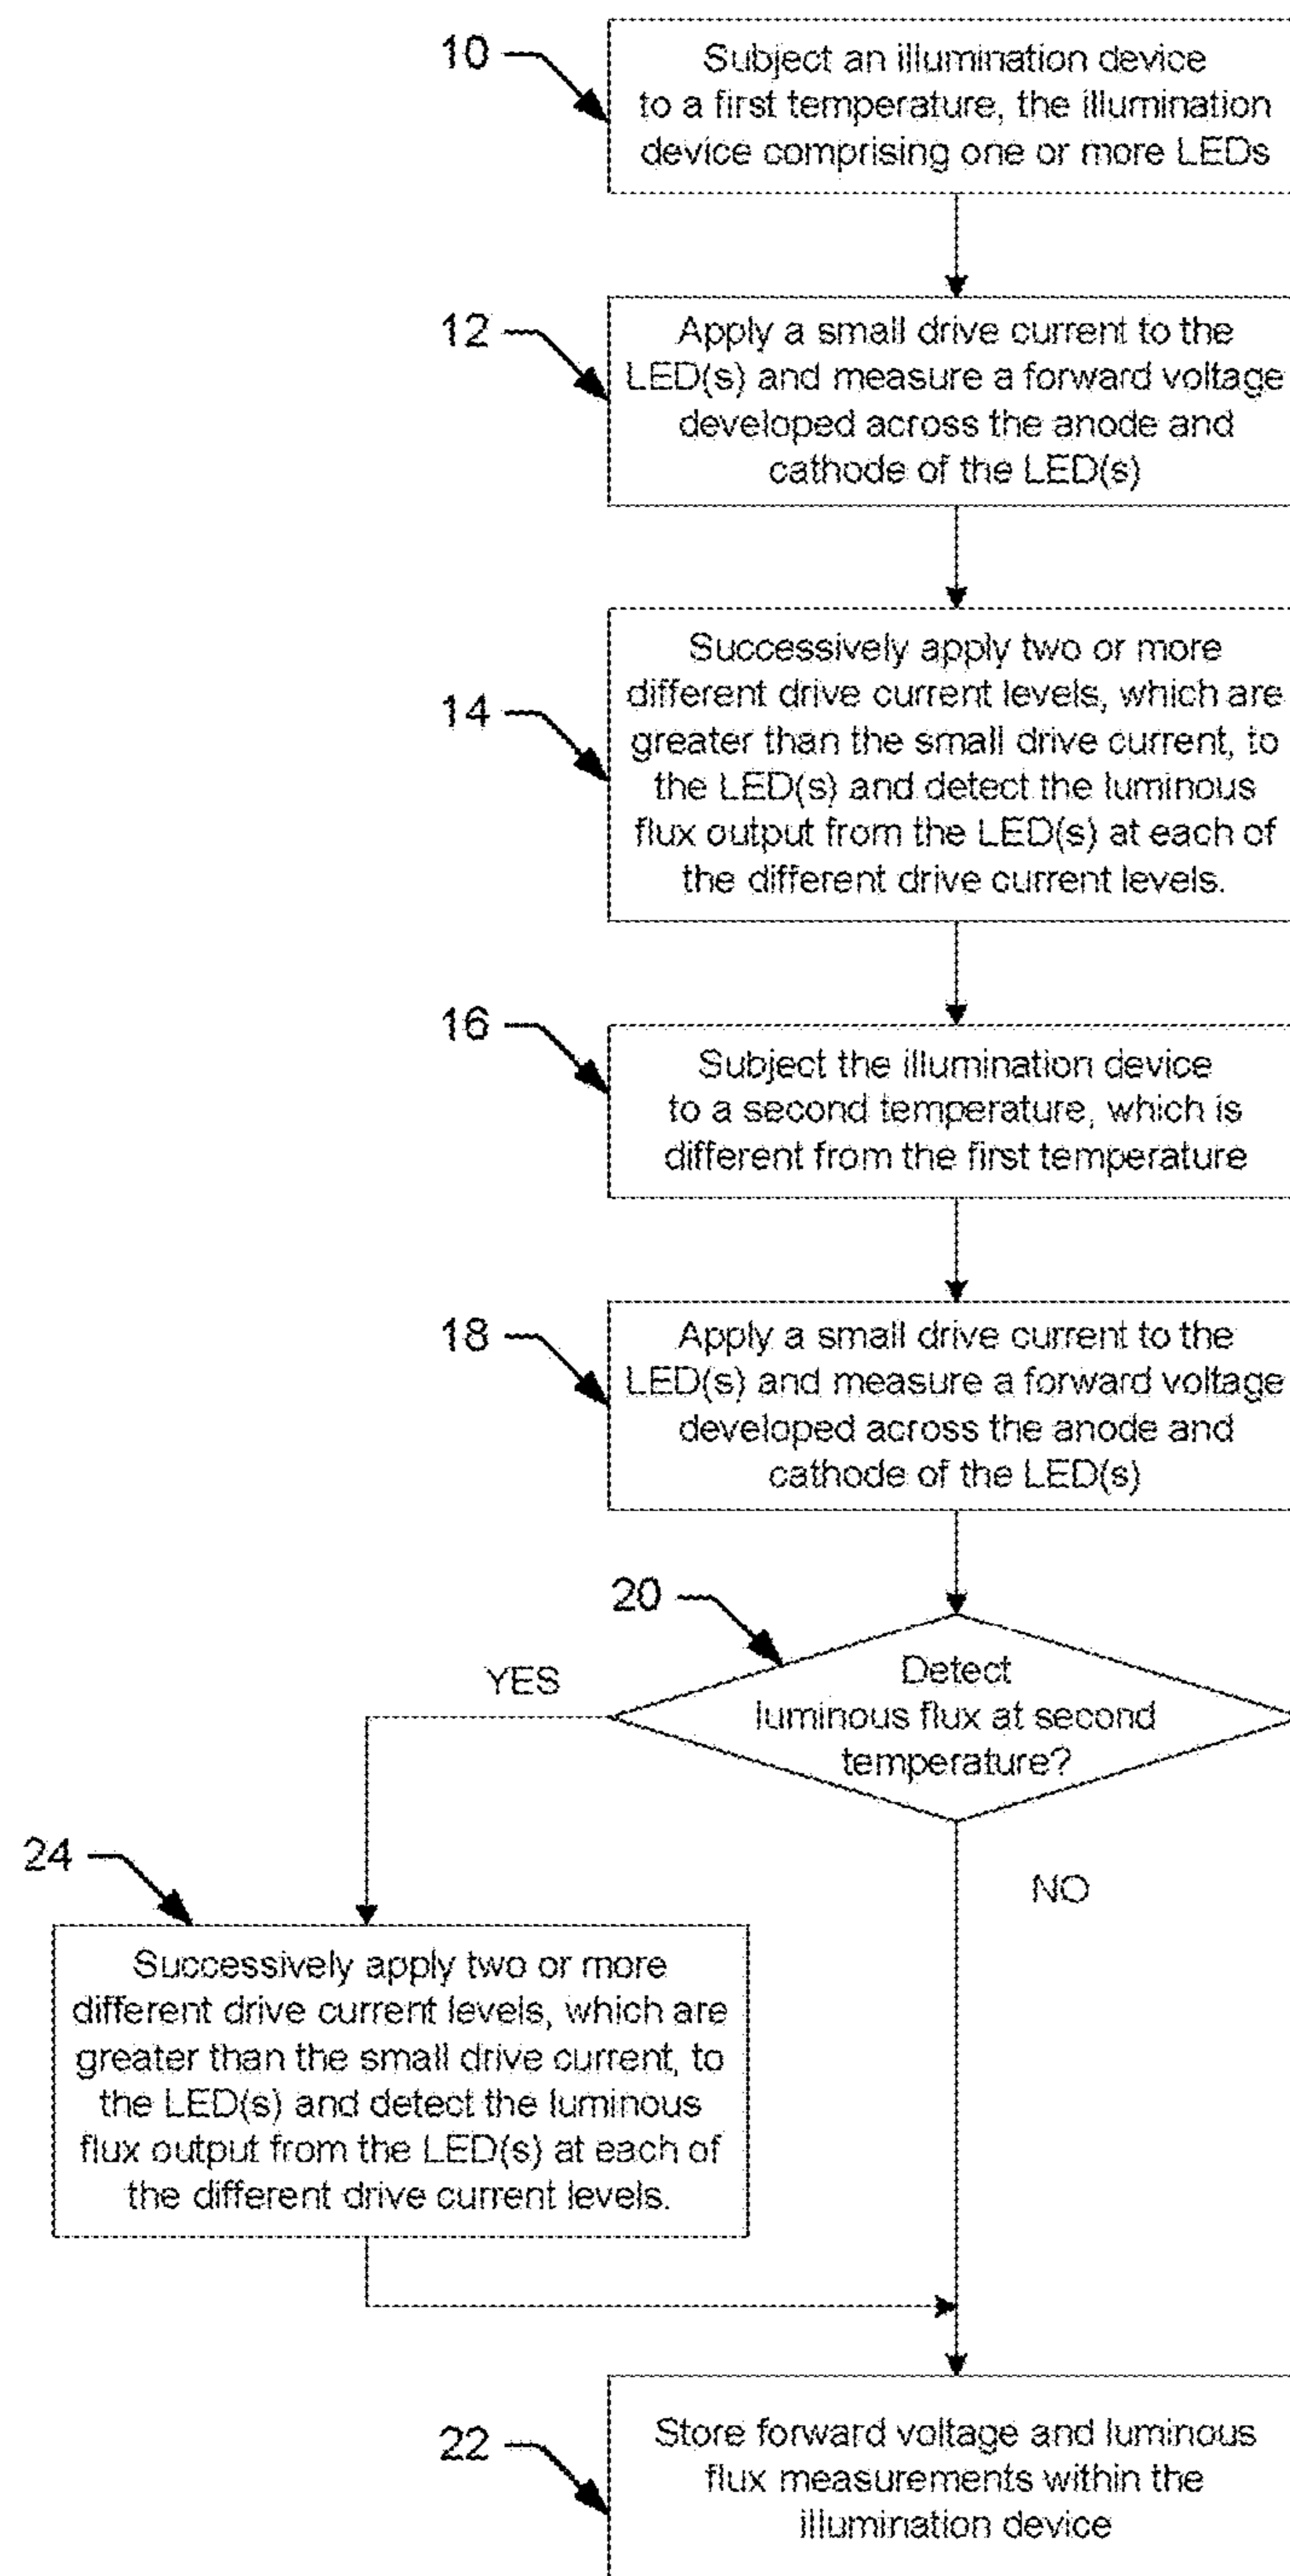 10
Subject an illumination device
to a first temperature, the illumination
device comprising one or more LEDs
12
Apply a small drive current to the
LED(s) and measure a forward voltage
developed across the anode and
cathode of the LED(s)
14
Successively apply two or more
different drive current levels, which are
greater than the small drive current, to
the LED(s) and detect the luminous
flux output from the LED(s) at each of
the different drive current levels.
16
Subject the illumination device
to a second temperature, which is
different from the first temperature
18
Apply a small drive current to the
LED(s) and measure a forward voltage
developed across the anode and
cathode of the LED(s)
20
Detect
luminous flux at second
temperature?
YES
NO
24
Successively apply two or more
different drive current levels, which are
greater than the small drive current, to
the LED(s) and detect the luminous
flux output from the LED(s) at each of
the different drive current levels.
22
Store forward voltage and luminous
flux measurements within the
illumination device